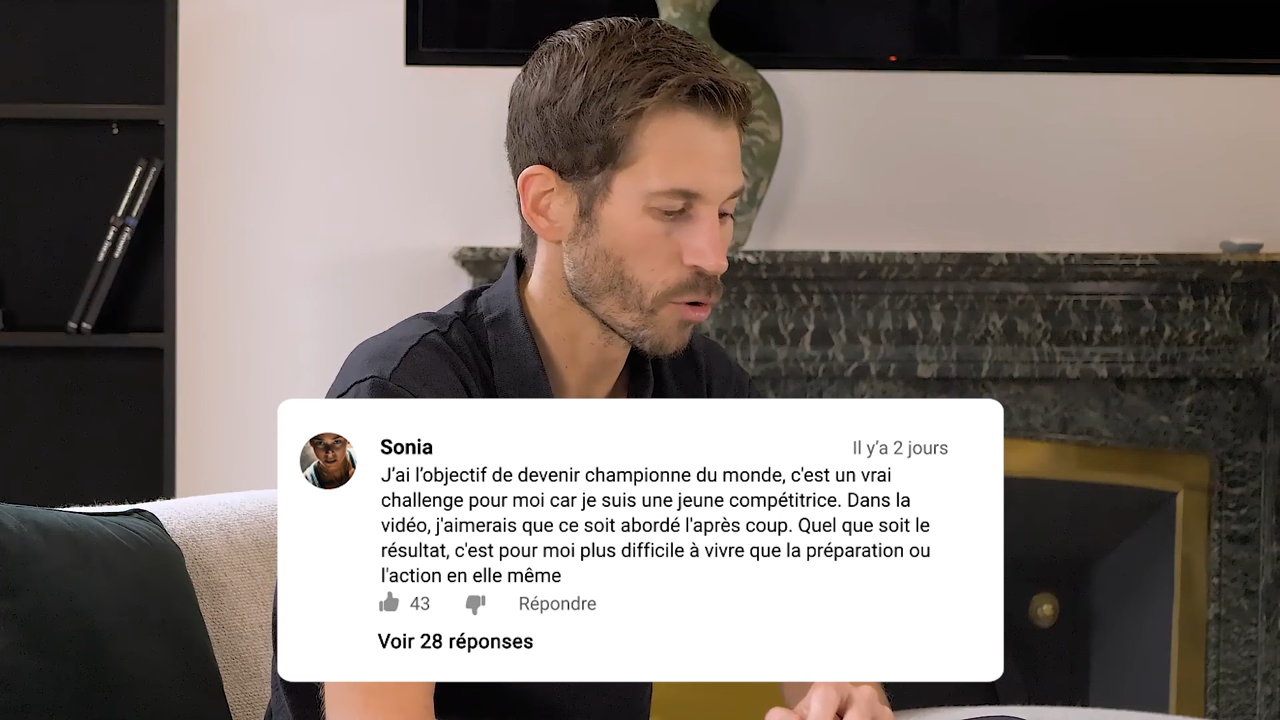 Sonia
Il y'a 2 jours
J'ai l'objectif de devenir championne du monde, c'est un vrai
challenge pour moi car je suis une jeune compétitrice. Dans la
vidéo, j'aimerais que ce soit abordé l'après coup. Quel que soit le
résultat, c'est pour moi plus difficile à vivre que la préparation ou
l'action en elle même
43
Répondre
Voir 28 réponses